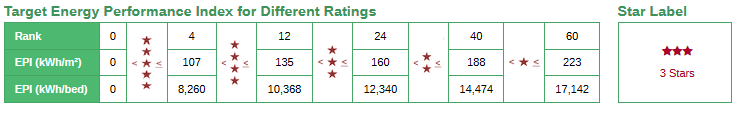 Target Energy Performance Index for Different Ratings
Star Label
Rank 0 4 12 24 40 60
EPI (kWh/m²) 0 < ≤ 107 < ≤ 135 < ≤ 160 < ≤ 188 < ≤ 223
EPI (kWh/bed) 0 8,260 10,368 12,340 14,474 17,142
3 Stars